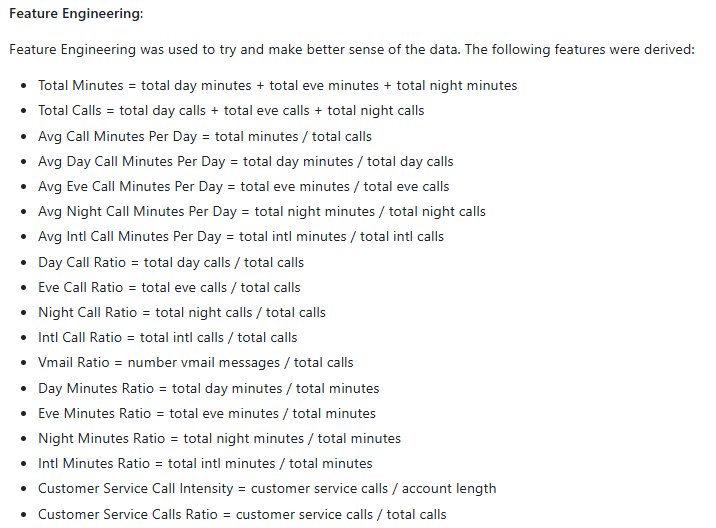 Feature Engineering:
Feature Engineering was used to try and make better sense of the data. The following features were derived:
• Total Minutes = total day minutes + total eve minutes + total night minutes
• Total Calls = total day calls + total eve calls + total night calls
• Avg Call Minutes Per Day = total minutes / total calls
• Avg Day Call Minutes Per Day = total day minutes / total day calls
• Avg Eve Call Minutes Per Day = total eve minutes / total eve calls
• Avg Night Call Minutes Per Day = total night minutes / total night calls
• Avg Intl Call Minutes Per Day = total intl minutes / total intl calls
• Day Call Ratio = total day calls / total calls
• Eve Call Ratio = total eve calls / total calls
• Night Call Ratio = total night calls / total calls
• Intl Call Ratio = total intl calls / total calls
• Vmail Ratio = number vmail messages / total calls
• Day Minutes Ratio = total day minutes / total minutes
• Eve Minutes Ratio = total eve minutes / total minutes
• Night Minutes Ratio = total night minutes / total minutes
• Intl Minutes Ratio = total intl minutes / total minutes
• Customer Service Call Intensity = customer service calls / account length
• Customer Service Calls Ratio = customer service calls / total calls